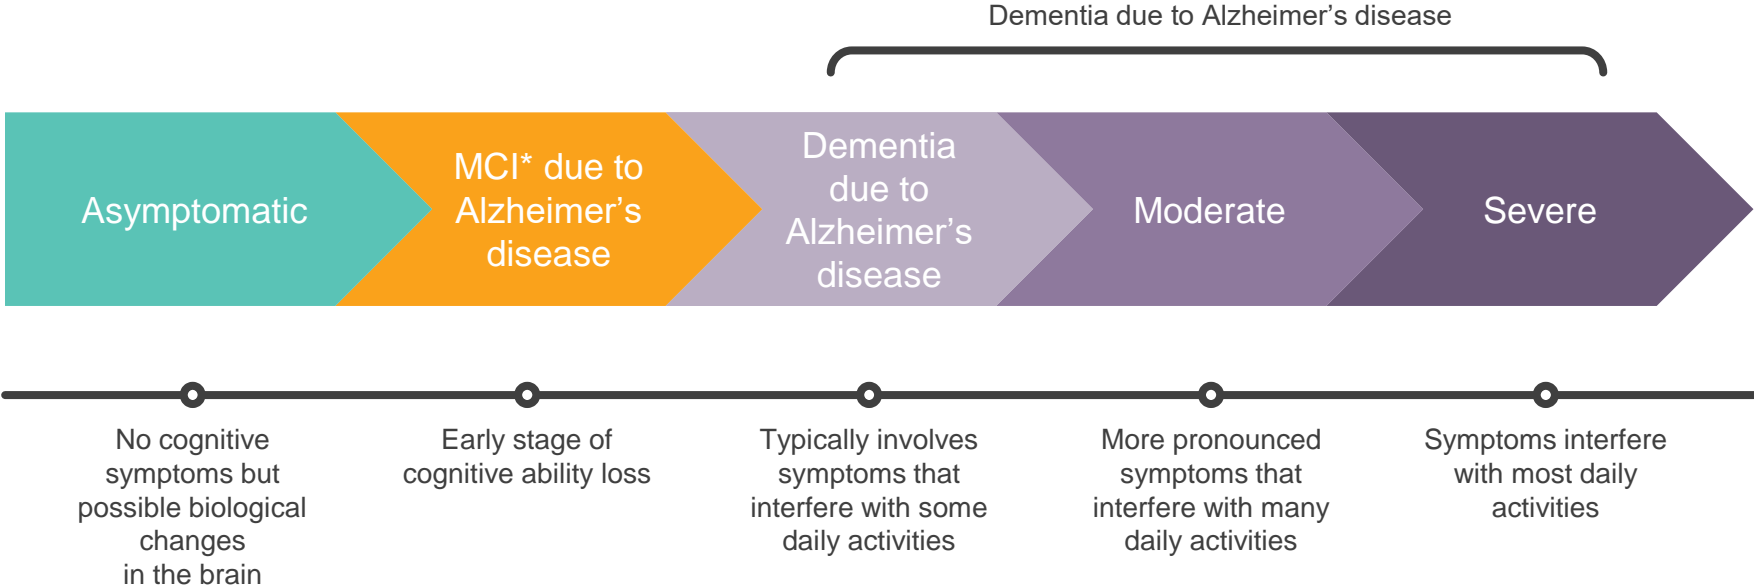 Dementia due to Alzheimer’s disease
Asymptomatic
MCI* due to
Alzheimer’s
disease
Dementia
due to
Alzheimer’s
disease
Moderate
Severe
No cognitive
symptoms but
possible biological
changes
in the brain
Early stage of
cognitive ability loss
Typically involves
symptoms that
interfere with some
daily activities
More pronounced
symptoms that
interfere with many
daily activities
Symptoms interfere
with most daily
activities